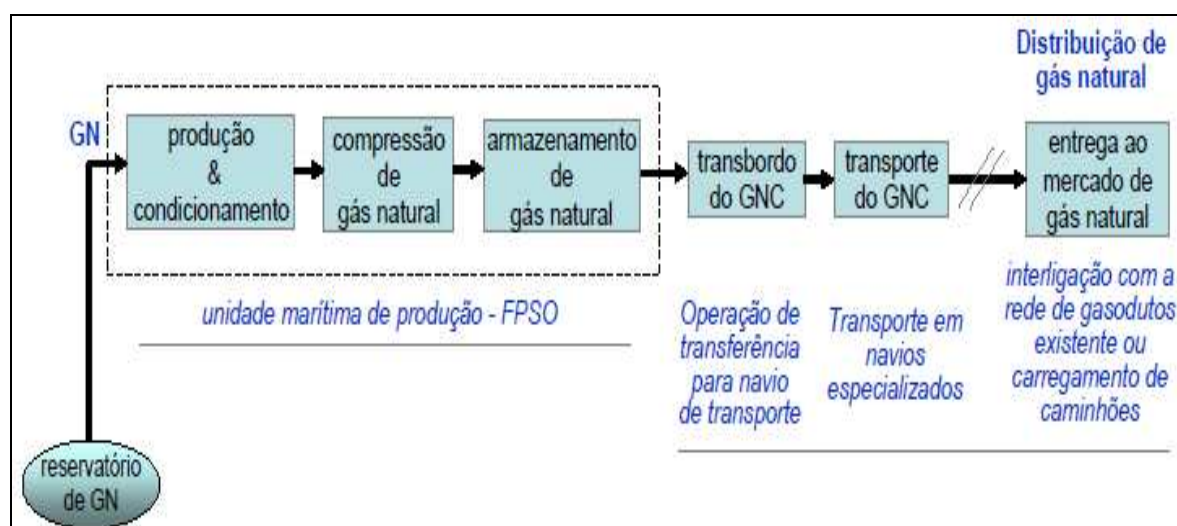 Distribuição de
gás natural
GN
produção
&
condicionamento
compressão
de
gás natural
armazenamento
de
gás natural
transbordo
do GNC
transporte
do GNC
entrega ao
mercado de
gás natural
unidade marítima de produção - FPSO
Operação de
transferência
para navio
de transporte
Transporte em
navios
especializados
interligação com a
rede de gasodutos
existente ou
carregamento de
caminhões
reservatório
de GN